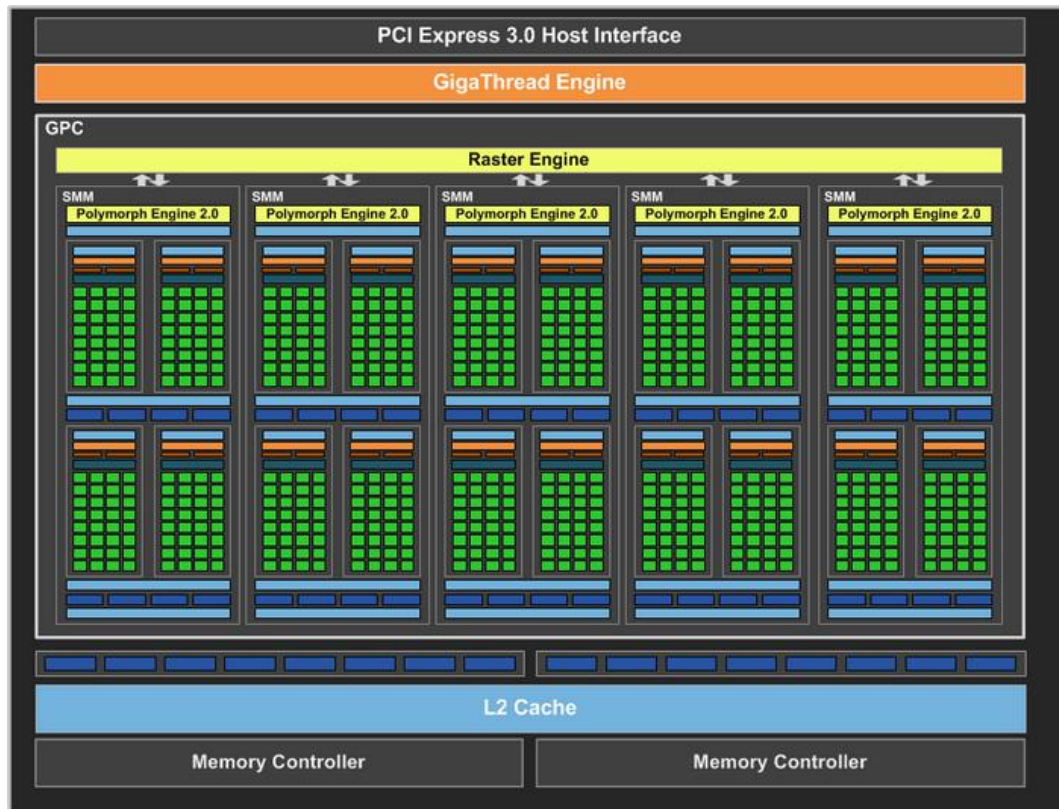 PCI Express 3.0 Host Interface
GigaThread Engine
GPC
Raster Engine
SMM SMM SMM SMM SMM
Polymorph Engine 2.0 Polymorph Engine 2.0 Polymorph Engine 2.0 Polymorph Engine 2.0 Polymorph Engine 2.0
L2 Cache
Memory Controller Memory Controller